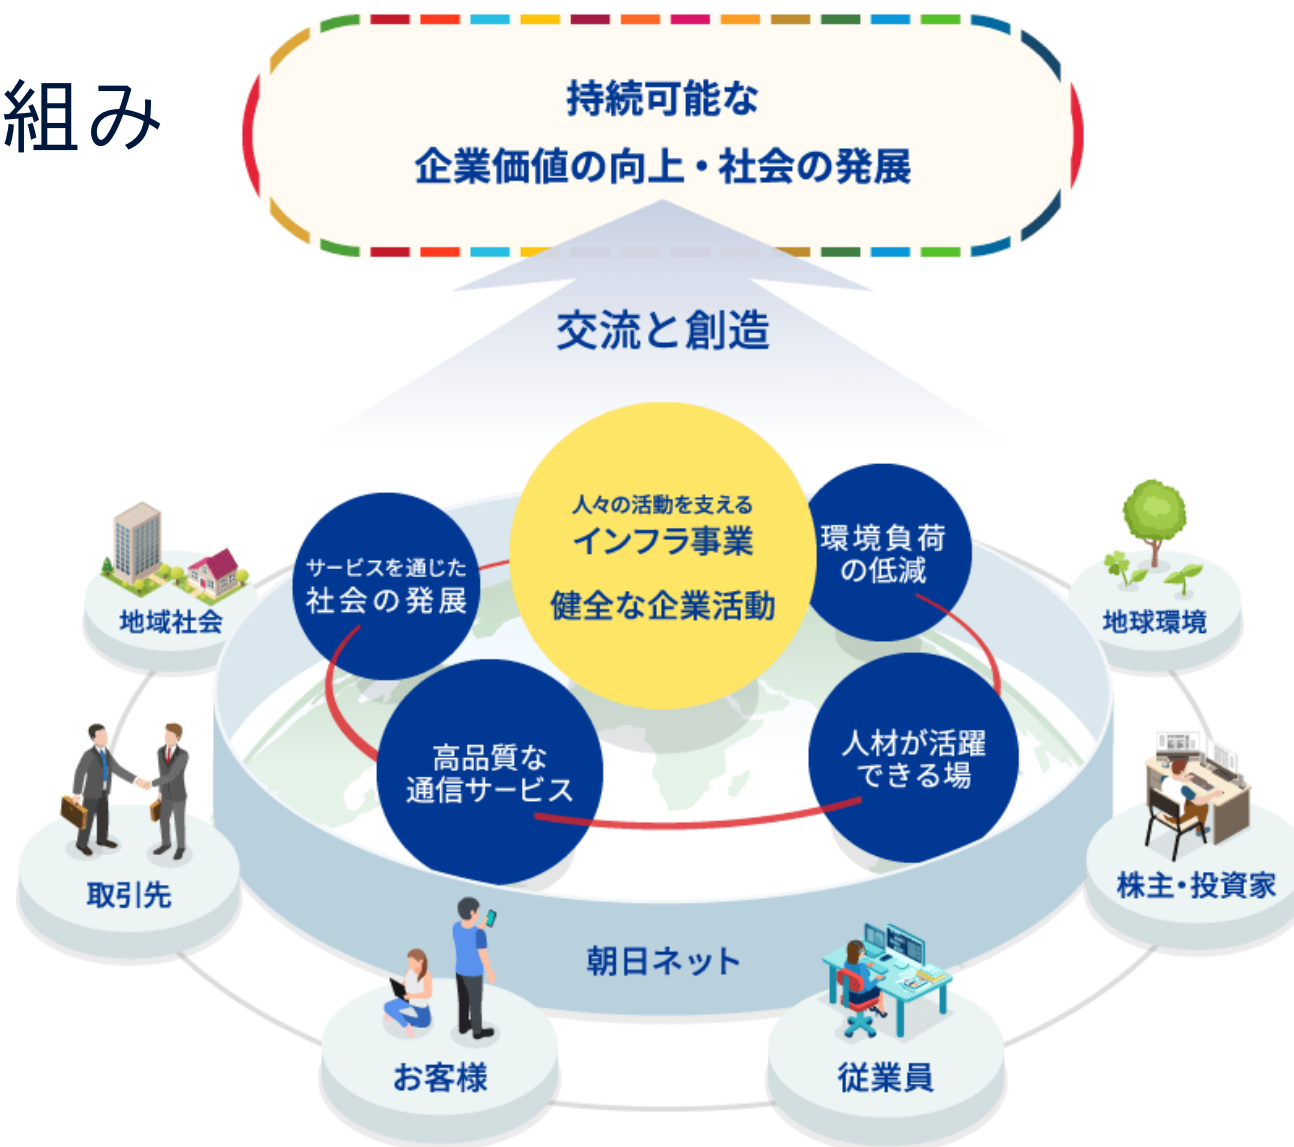 組み
持続可能な
企業価値の向上・社会の発展
交流と創造
人々の活動を支える
インフラ事業
健全な企業活動
サービスを通じた
社会の発展
環境負荷
の低減
高品質な
通信サービス
人材が活躍
できる場
地域社会
地球環境
取引先
株主・投資家
朝日ネット
お客様
従業員